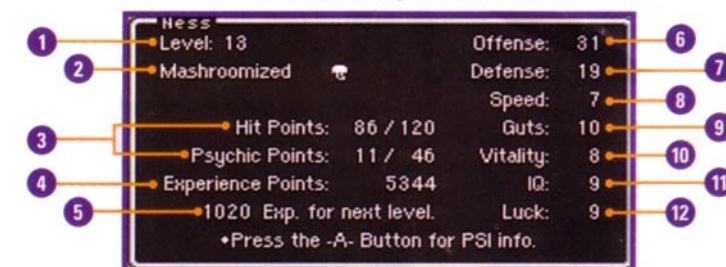 Ness
1 Level: 13 Offense: 31 6
2 Mashroomized Defense: 19 7
Speed: 7 8
3 Hit Points: 86 / 120 Guts: 10 9
Psychic Points: 11 / 46 Vitality: 8 10
4 Experience Points: 5344 IQ: 9 11
5 1020 Exp. for next level. Luck: 9 12
•Press the -A- Button for PSI info.